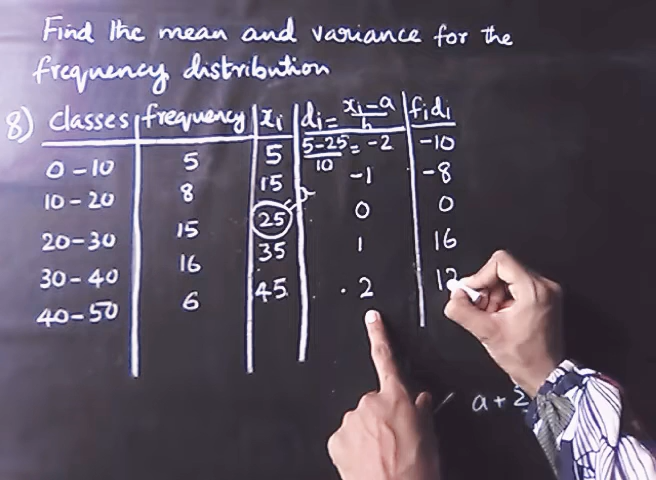 Find the mean and variance for the
frequency distribution
8) classes frequency xi di = xi-a/h fidi
0-10 5 5 5-25/10 = -2 -10
10-20 8 15 -1 -8
20-30 15 25 0 0
30-40 16 35 1 16
40-50 6 45 2 12
a + Σ